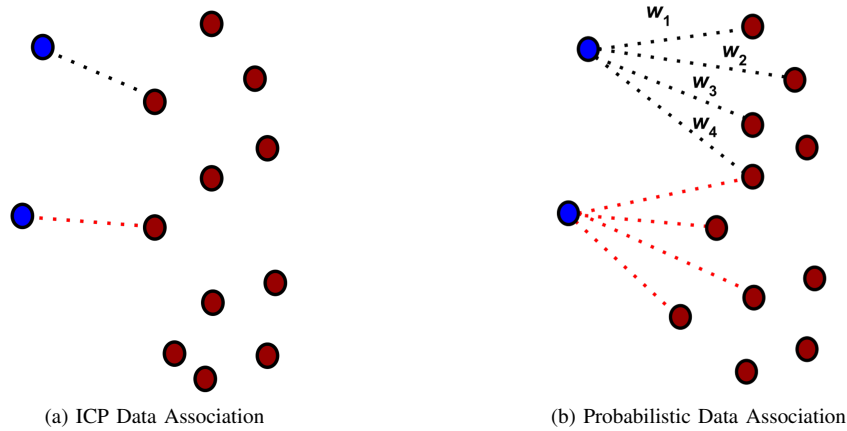 w1
w2
w3
w4
(a) ICP Data Association
(b) Probabilistic Data Association